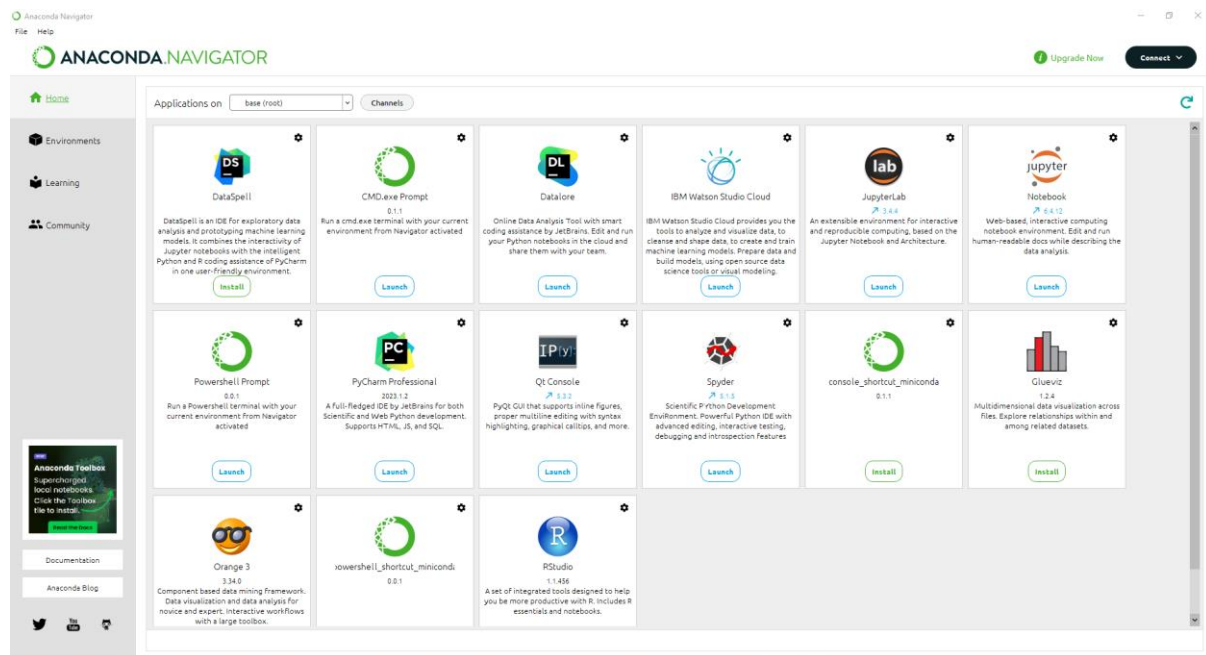 Anaconda Navigator
File Help
ANACONDA.NAVIGATOR
Upgrade Now
Connect
Home
Environments
Learning
Community
Applications on base (root) Channels
DS
DataSpell
DataSpell is an IDE for exploratory data
analysis and prototyping machine learning
models. It combines the interactivity of
Jupyter notebooks with the intelligent
Python and R coding assistance of PyCharm
in one user-friendly environment.
Install
CMD.exe Prompt
0.1.1
Run a cmd.exe terminal with your current
environment from Navigator activated
Launch
DL
Datalore
Online Data Analysis Tool with smart
coding assistance by JetBrains. Edit and run
your Python notebooks in the cloud and
share them with your team.
Launch
IBM Watson Studio Cloud
IBM Watson Studio Cloud provides you the
tools to analyze and visualize data, to
cleanse and shape data, to create and train
machine learning models. Prepare data and
build models, using open source data
science tools or visual modeling.
Launch
lab
JupyterLab
3.4.4
An extensible environment for interactive
and reproducible computing, based on the
Jupyter Notebook and Architecture.
Launch
jupyter
Notebook
6.4.12
Web-based, interactive computing
notebook environment. Edit and run
human-readable docs while describing the
data analysis.
Launch
Powershell Prompt
0.0.1
Run a Powershell terminal with your
current environment from Navigator
activated
Launch
PC
PyCharm Professional
2023.1.2
A full-fledged IDE by JetBrains for both
Scientific and Web Python development.
Supports HTML, JS, and SQL.
Launch
IP[y]:
Qt Console
5.3.2
PyQt GUI that supports inline figures,
proper multiline editing with syntax
highlighting, graphical calltips, and more.
Launch
Spyder
5.1.5
Scientific PYthon Development
EnviRonment. Powerful Python IDE with
advanced editing, interactive testing,
debugging and introspection features
Launch
console_shortcut_miniconda
0.1.1
Install
Glueviz
1.2.4
Multidimensional data visualization across
files. Explore relationships within and
among related datasets.
Install
Orange 3
3.34.0
Component based data mining framework.
Data visualization and data analysis for
novice and expert. Interactive workflows
with a large toolbox.
powershell_shortcut_miniconda
0.0.1
R
RStudio
1.1.456
A set of integrated tools designed to help
you be more productive with R. Includes R
essentials and notebooks.
NEW
Anaconda Toolbox
Supercharged
local notebooks.
Click the Toolbox
tile to install.
Read the Docs
Documentation
Anaconda Blog
You
Tube